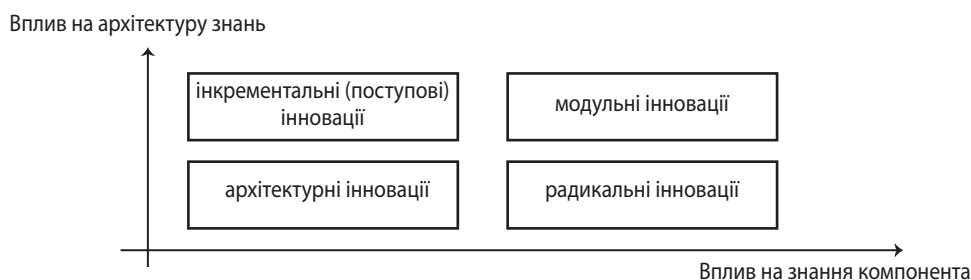 Вплив на архітектуру знань
інкрементальні (поступові)
інновації
модульні інновації
архітектурні інновації
радикальні інновації
Вплив на знання компонента